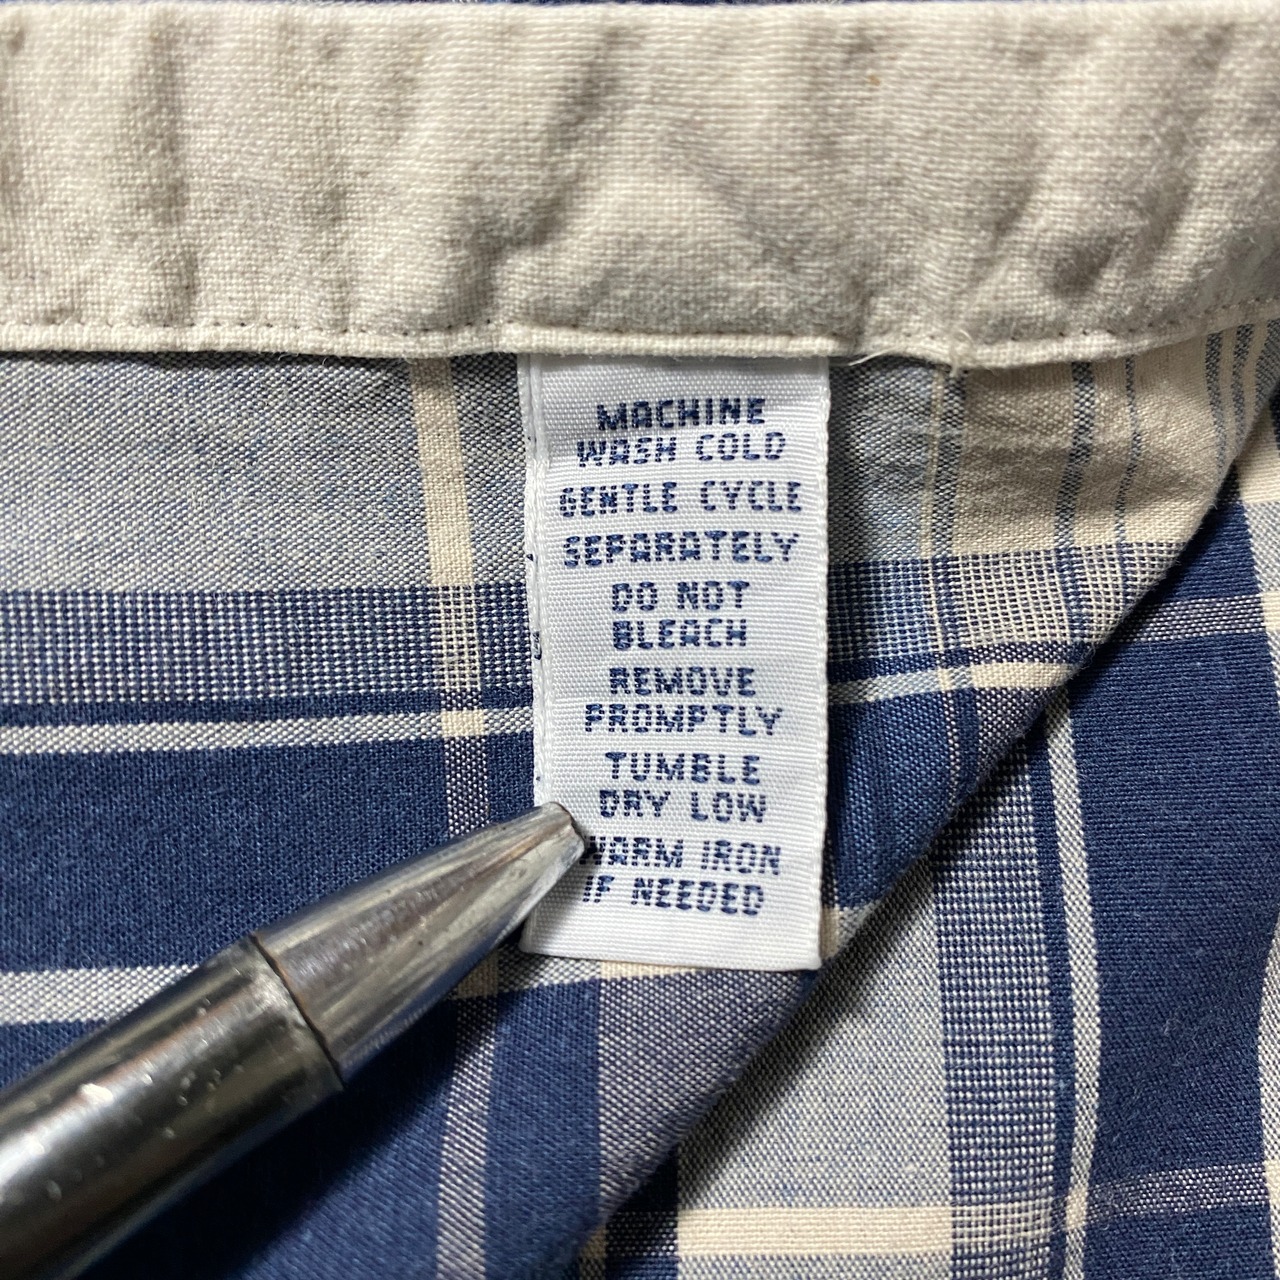 MACHINE
WASH COLD
GENTLE CYCLE
SEPARATELY
DO NOT
BLEACH
REMOVE
PROMPTLY
TUMBLE
DRY LOW
WARM IRON
IF NEEDED